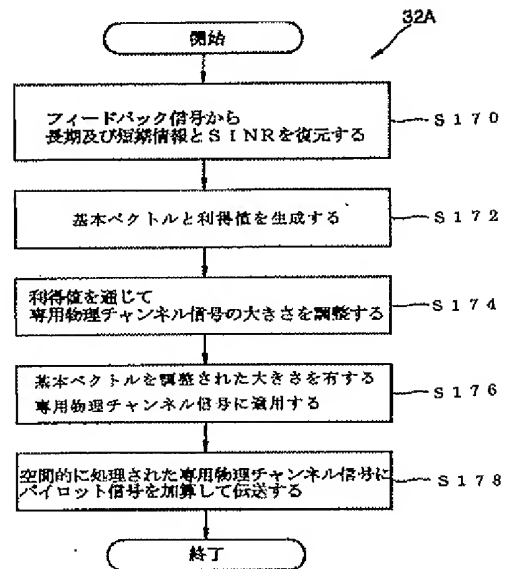 32A
開始
フィードバック信号から
長期及び短期情報とSINRを復元する
S170
基本ベクトルと利得値を生成する
S172
利得値を通じて
専用物理チャンネル信号の大きさを調整する
S174
基本ベクトルを調整された大きさを有する
専用物理チャンネル信号に適用する
S176
空間的に処理された専用物理チャンネル信号に
パイロット信号を加算して伝送する
S178
終了